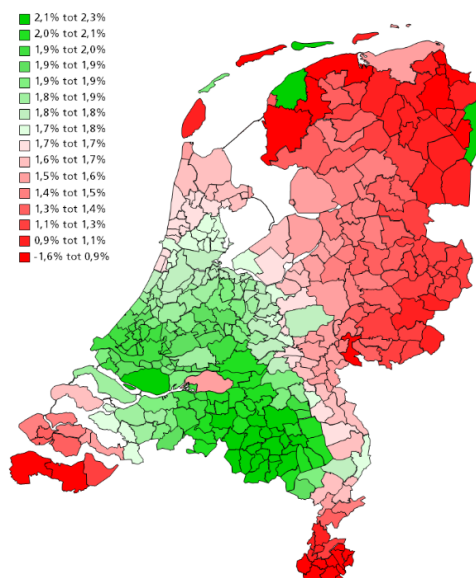 2,1% tot 2,3%
2,0% tot 2,1%
1,9% tot 2,0%
1,9% tot 1,9%
1,9% tot 1,9%
1,8% tot 1,9%
1,8% tot 1,8%
1,7% tot 1,8%
1,7% tot 1,7%
1,6% tot 1,7%
1,5% tot 1,6%
1,4% tot 1,5%
1,3% tot 1,4%
1,1% tot 1,3%
0,9% tot 1,1%
-1,6% tot 0,9%